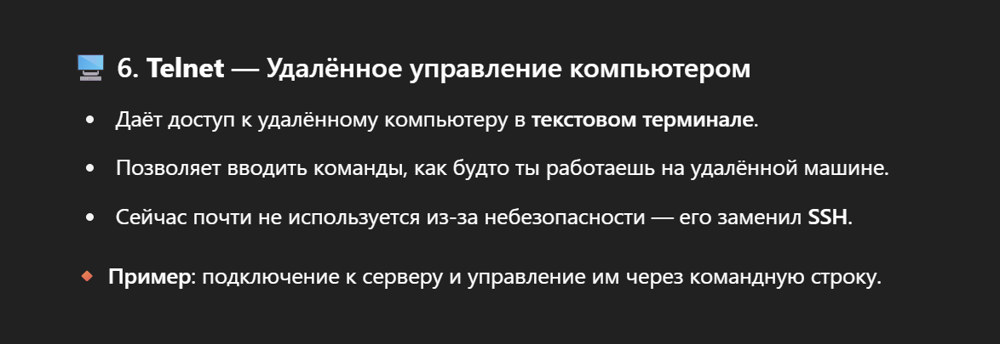 6. Telnet — Удалённое управление компьютером
• Даёт доступ к удалённому компьютеру в текстовом терминале.
• Позволяет вводить команды, как будто ты работаешь на удалённой машине.
• Сейчас почти не используется из-за небезопасности — его заменил SSH.
Пример: подключение к серверу и управление им через командную строку.